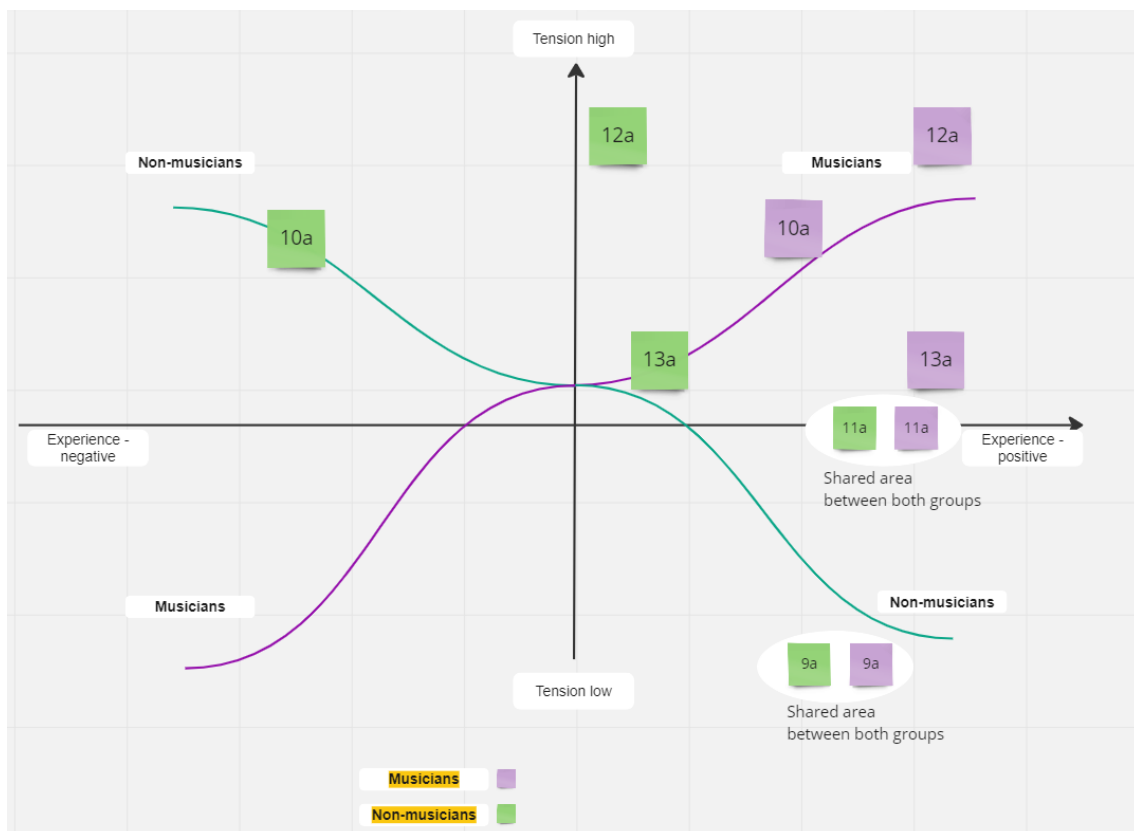 Tension high
12a
12a
Non-musicians
Musicians
10a
10a
13a
13a
11a
11a
Experience -
negative
Experience -
positive
Shared area
between both groups
Musicians
Non-musicians
9a
9a
Tension low
Shared area
between both groups
Musicians
Non-musicians